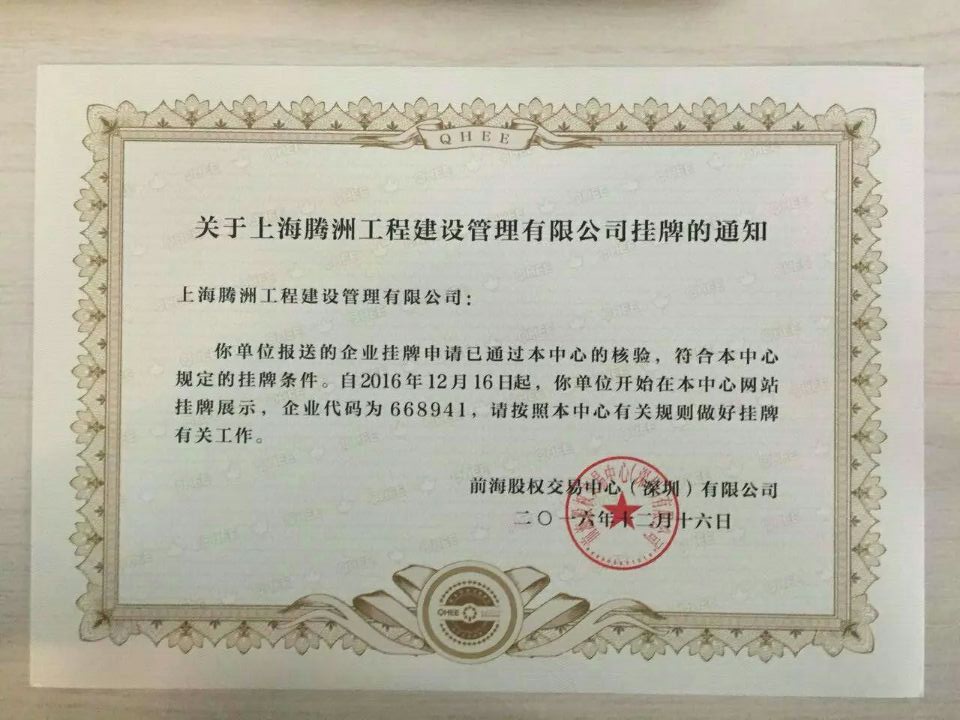 QHEE
关于上海腾洲工程建设管理有限公司挂牌的通知
上海腾洲工程建设管理有限公司：
你单位报送的企业挂牌申请已通过本中心的核验，符合本中心
规定的挂牌条件。自2016年12月16日起，你单位开始在本中心网站
挂牌展示，企业代码为668941，请按照本中心有关规则做好挂牌
有关工作。
前海股权交易中心（深圳）有限公司
二〇一六年十二月十六日
QHEE